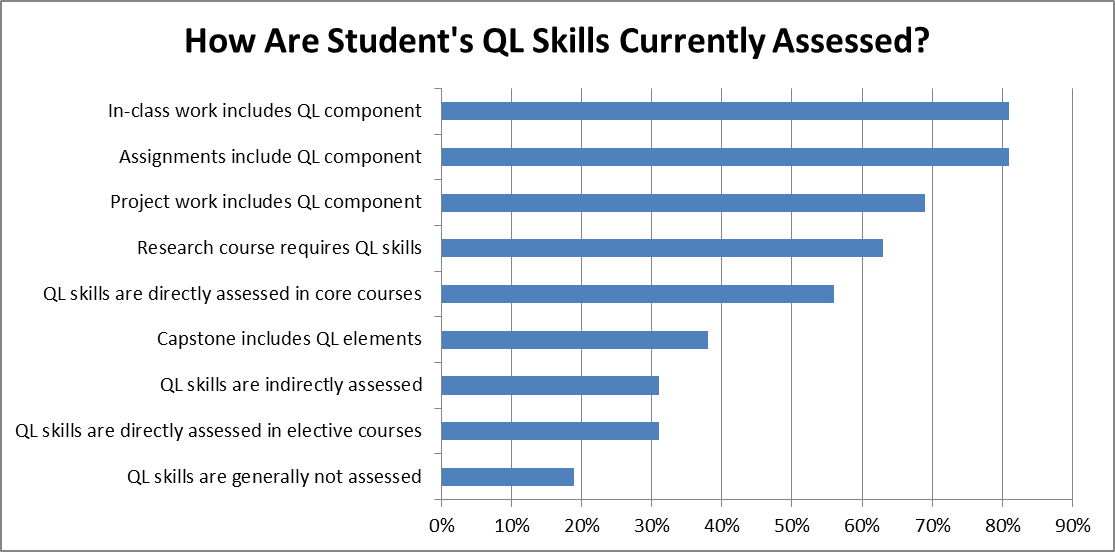 How Are Student's QL Skills Currently Assessed?
In-class work includes QL component
Assignments include QL component
Project work includes QL component
Research course requires QL skills
QL skills are directly assessed in core courses
Capstone includes QL elements
QL skills are indirectly assessed
QL skills are directly assessed in elective courses
QL skills are generally not assessed
0% 10% 20% 30% 40% 50% 60% 70% 80% 90%